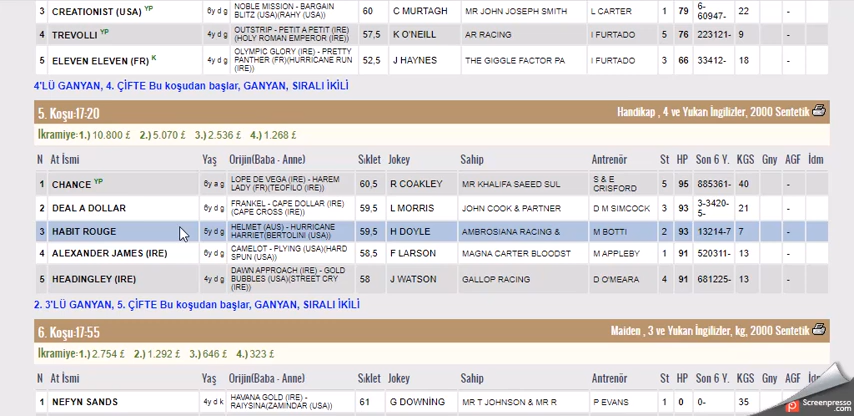 3 CREATIONIST (USA) YP 6y d g NOBLE MISSION - BARGAIN BLITZ (USA)(RAHY (USA)) 60 C MURTAGH MR JOHN JOSEPH SMITH L CARTER 1 79 6-60947- 22
4 TREVOLLI YP 4y d g OUTSTRIP - PETIT A PETIT (IRE)(HOLY ROMAN EMPEROR (IRE)) 57,5 K O'NEILL AR RACING I FURTADO 5 76 223121- 9
5 ELEVEN ELEVEN (FR) K 4y d g OLYMPIC GLORY (IRE) - PRETTY PANTHER (FR)(HURRICANE RUN (IRE)) 52,5 J HAYNES THE GIGGLE FACTOR PA I FURTADO 3 66 33412- 18 -
4'LÜ GANYAN, 4. ÇİFTE Bu koşudan başlar, GANYAN, SIRALI İKİLİ
5. Koşu:17-20 Handikap , 4 ve Yukarı İngilizler, 2000 Sentetik
İkramiye:1.) 10.800 £ 2.) 5.070 £ 3.) 2.536 £ 4.) 1.268 £
N At İsmi Yaş Orijin(Baba - Anne) Sıklet Jokey Sahip Antrenör St HP Son 6 Y. KGS Gny AGF İdm
1 CHANCE YP 6y a g LOPE DE VEGA (IRE) - HAREM LADY (FR)(TEOFILO (IRE)) 60,5 R COAKLEY MR KHALIFA SAEED SUL S & E CRISFORD 5 95 885361- 40 -
2 DEAL A DOLLAR 6y d g FRANKEL - CAPE DOLLAR (IRE)(CAPE CROSS (IRE)) 59,5 L MORRIS JOHN COOK & PARTNER D M SIMCOCK 3 93 3-3420-5- 21 -
3 HABIT ROUGE 5y d g HELMET (AUS) - HURRICANE HARRIET(BERTOLINI (USA)) 59,5 H DOYLE AMBROSIANA RACING & M BOTTI 2 93 13214-7 7 -
4 ALEXANDER JAMES (IRE) 6y d g CAMELOT - PLYING (USA)(HARD SPUN (USA)) 58,5 F LARSON MAGNA CARTER BLOODST M APPLEBY 1 91 520311- 13 -
5 HEADINGLEY (IRE) 4y d g DAWN APPROACH (IRE) - GOLD BUBBLES (USA)(STREET CRY (IRE)) 58 J WATSON GALLOP RACING D O'MEARA 4 91 681225- 13 -
2. 3'LÜ GANYAN, 5. ÇİFTE Bu koşudan başlar, GANYAN, SIRALI İKİLİ
6. Koşu:17-55 Maiden , 3 ve Yukarı İngilizler, kg, 2000 Sentetik
İkramiye:1.) 2.754 £ 2.) 1.292 £ 3.) 646 £ 4.) 323 £
N At İsmi Yaş Orijin(Baba - Anne) Sıklet Jokey Sahip Antrenör St HP Son 6 Y. KGS Gny AGF
1 NEFYN SANDS 4y d k HAVANA GOLD (IRE) - RAIYSINA(ZAMINDAR (USA)) 61 G DOWNING MR T JOHNSON & MR R P EVANS 1 0 0- 35 -
Screenpresso.com